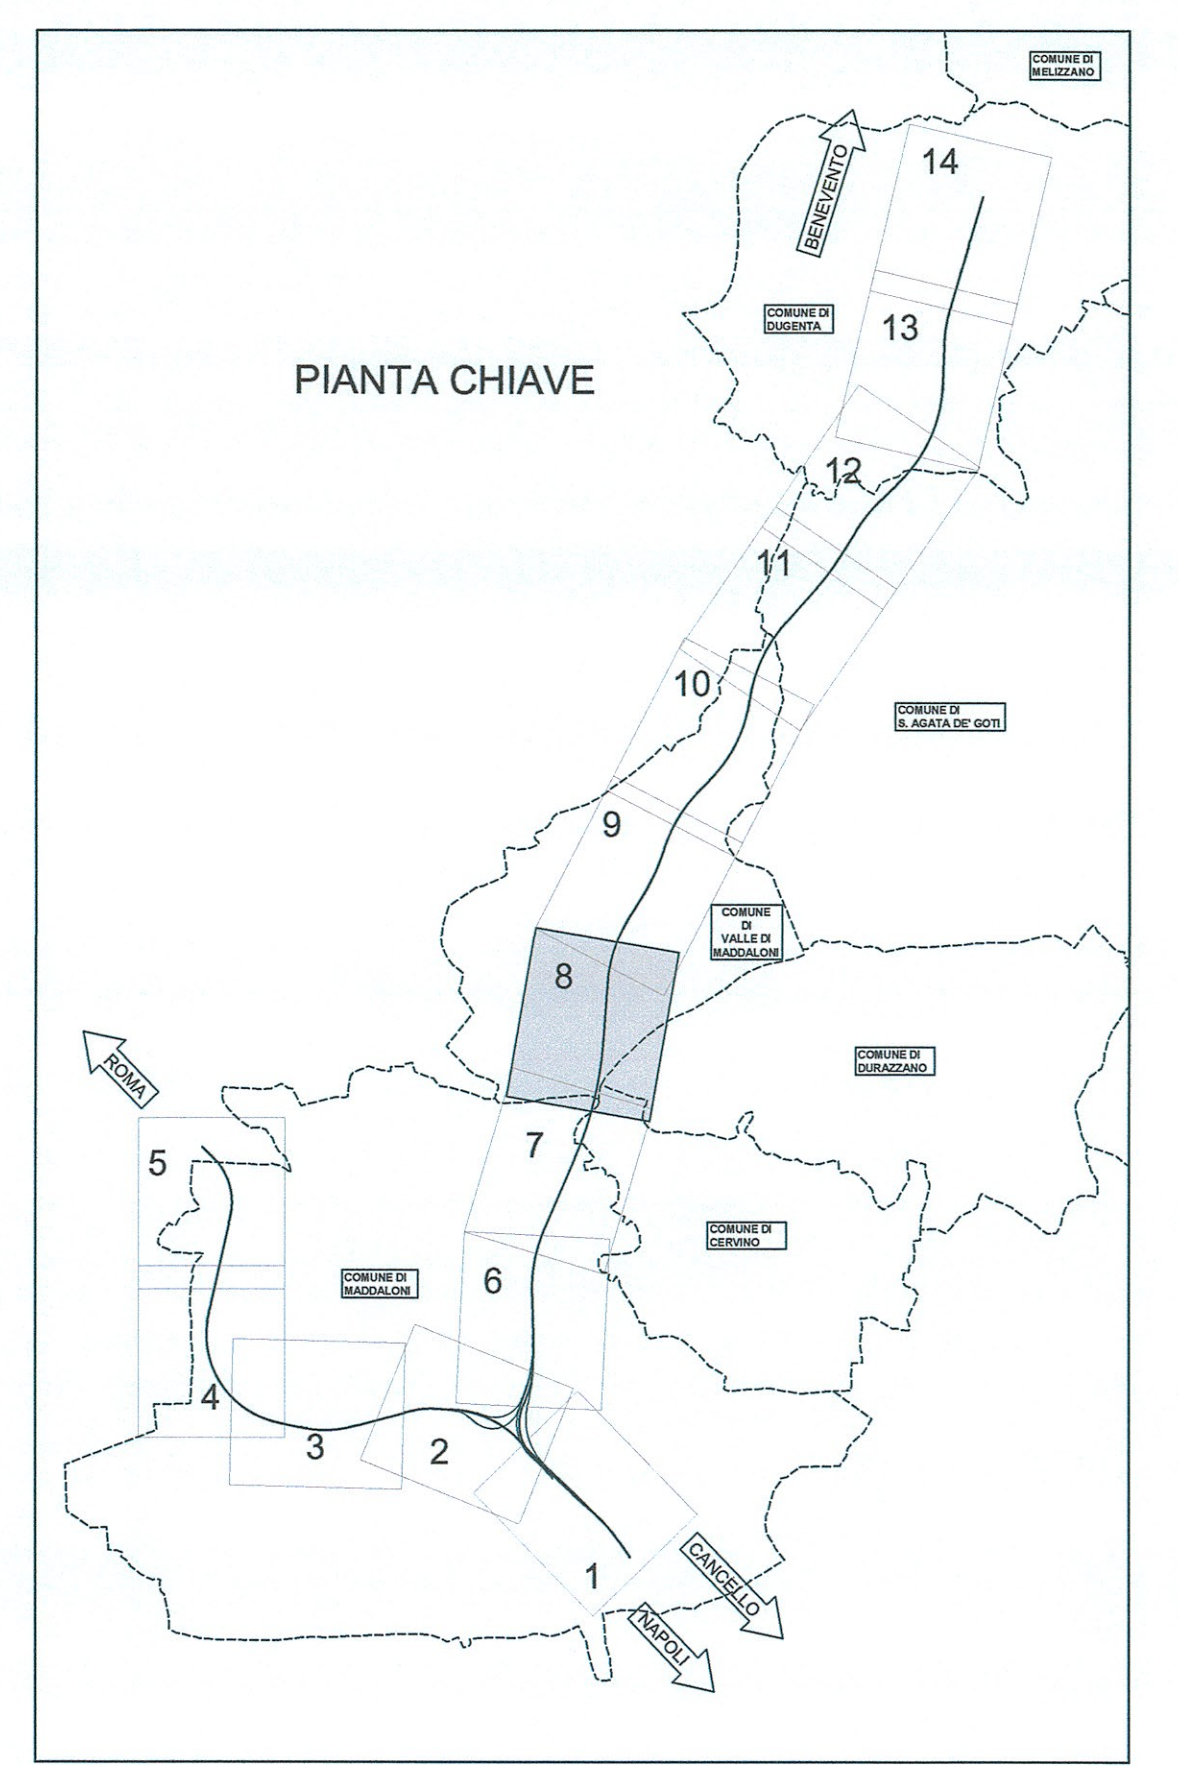 COMUNE DI
MELIZZANO
14
BENEVENTO
COMUNE DI
DUGENTA
13
PIANTA CHIAVE
12
11
10
COMUNE DI
S. AGATA DE' GOTI
9
COMUNE
DI
VALLE DI
MADDALONI
8
ROMA
COMUNE DI
DURAZZANO
7
5
COMUNE DI
CERVINO
6
COMUNE DI
MADDALONI
4
3
2
1
CANCELLO
NAPOLI